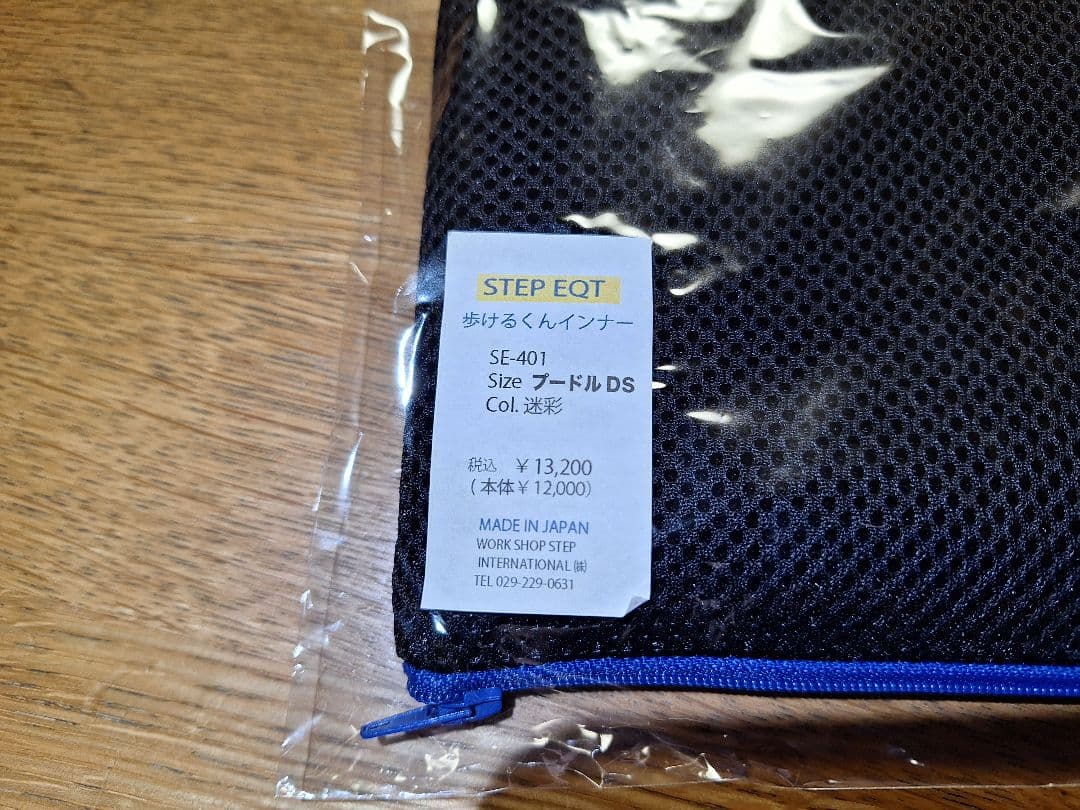 STEP EQT
歩けるくんインナー
SE-401
Size プードル DS
Col. 迷彩
税込 ￥13,200
(本体￥12,000)
MADE IN JAPAN
WORK SHOP STEP
INTERNATIONAL ㈱
TEL 029-229-0631